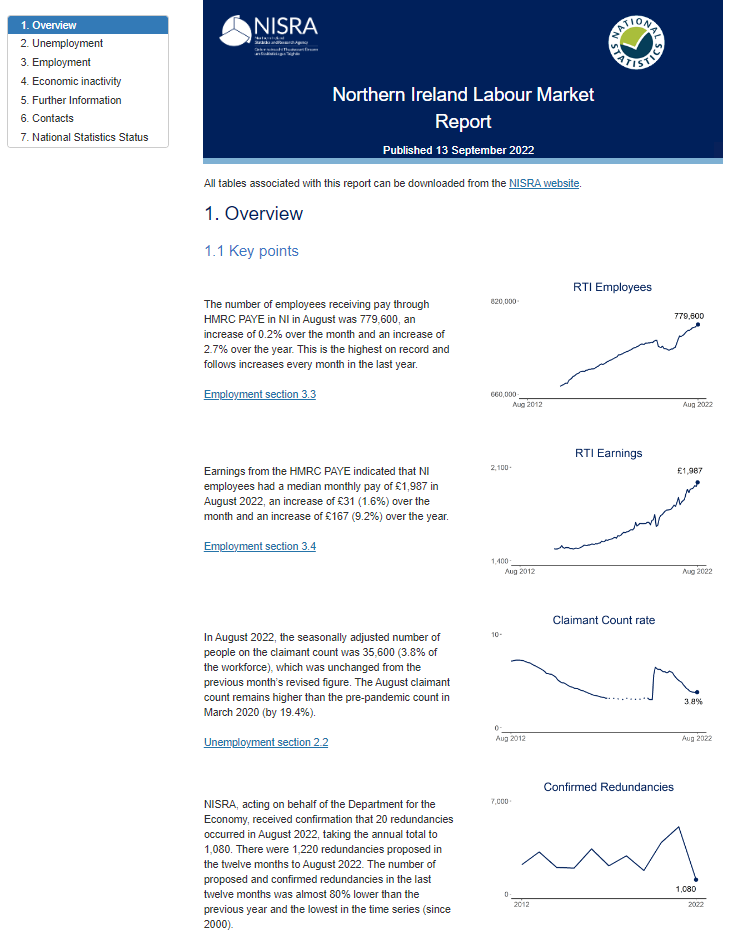 1. Overview
2. Unemployment
3. Employment
4. Economic inactivity
5. Further Information
6. Contacts
7. National Statistics Status
NISRA
Northern Ireland
Statistics and Research Agency
NATIONAL STATISTICS
Northern Ireland Labour Market
Report
Published 13 September 2022
All tables associated with this report can be downloaded from the NISRA website.
1. Overview
1.1 Key points
The number of employees receiving pay through
HMRC PAYE in NI in August was 779,600, an
increase of 0.2% over the month and an increase of
2.7% over the year. This is the highest on record and
follows increases every month in the last year.
Employment section 3.3
RTI Employees
820,000
779,600
660,000
Aug 2012
Aug 2022
Earnings from the HMRC PAYE indicated that NI
employees had a median monthly pay of £1,987 in
August 2022, an increase of £31 (1.6%) over the
month and an increase of £167 (9.2%) over the year.
Employment section 3.4
RTI Earnings
2,100
£1,987
1,400
Aug 2012
Aug 2022
In August 2022, the seasonally adjusted number of
people on the claimant count was 35,600 (3.8% of
the workforce), which was unchanged from the
previous month's revised figure. The August claimant
count remains higher than the pre-pandemic count in
March 2020 (by 19.4%).
Unemployment section 2.2
Claimant Count rate
10
3.8%
0
Aug 2012
Aug 2022
NISRA, acting on behalf of the Department for the
Economy, received confirmation that 20 redundancies
occurred in August 2022, taking the annual total to
1,080. There were 1,220 redundancies proposed in
the twelve months to August 2022. The number of
proposed and confirmed redundancies in the last
twelve months was almost 80% lower than the
previous year and the lowest in the time series (since
2000).
Confirmed Redundancies
7,000
1,080
0
2012
2022